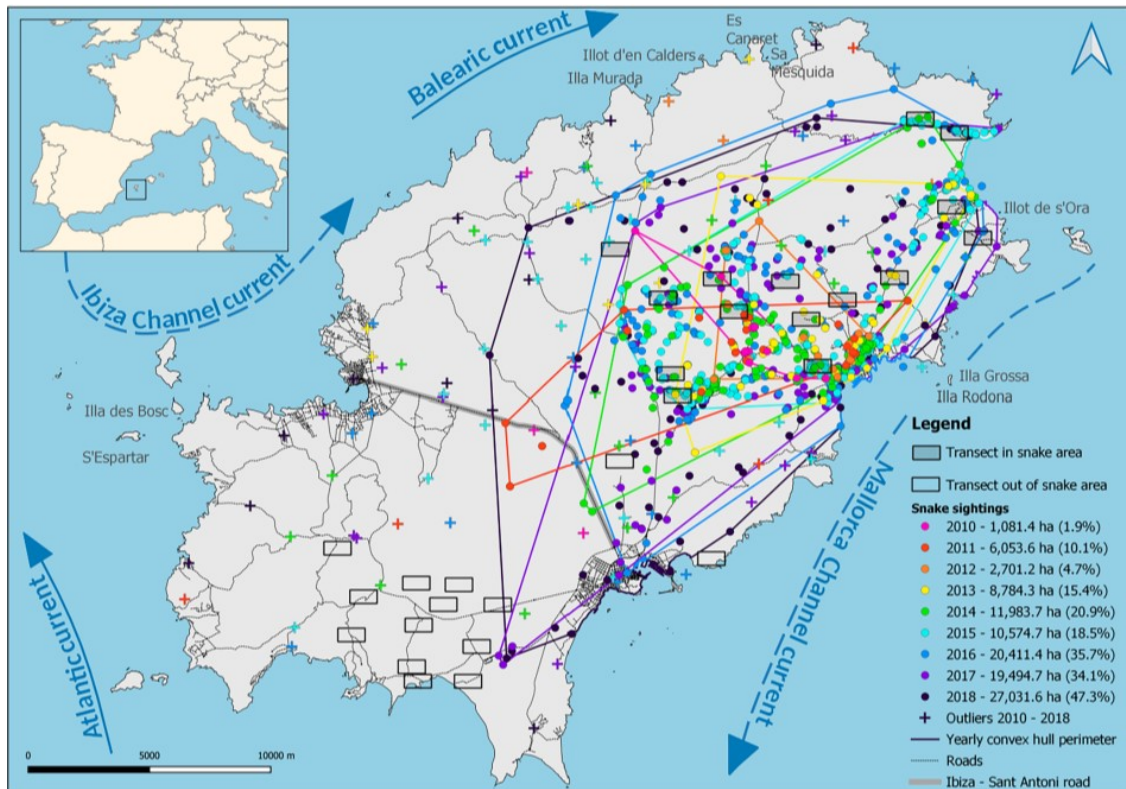 Balearic current
Es
Canaret
Sa
Mesquida
Illot d'en Calders
Illa Murada
Illot de s'Ora
Ibiza Channel current
Illa Grossa
Illa Rodona
Illa des Bosc
S'Espartar
Mallorca Channel current
Atlantic current
Legend
Transect in snake area
Transect out of snake area
Snake sightings
2010 - 1,081.4 ha (1.9%)
2011 - 6,053.6 ha (10.1%)
2012 - 2,701.2 ha (4.7%)
2013 - 8,784.3 ha (15.4%)
2014 - 11,983.7 ha (20.9%)
2015 - 10,574.7 ha (18.5%)
2016 - 20,411.4 ha (35.7%)
2017 - 19,494.7 ha (34.1%)
2018 - 27,031.6 ha (47.3%)
Outliers 2010 - 2018
Yearly convex hull perimeter
Roads
Ibiza - Sant Antoni road
0 5000 10000 m